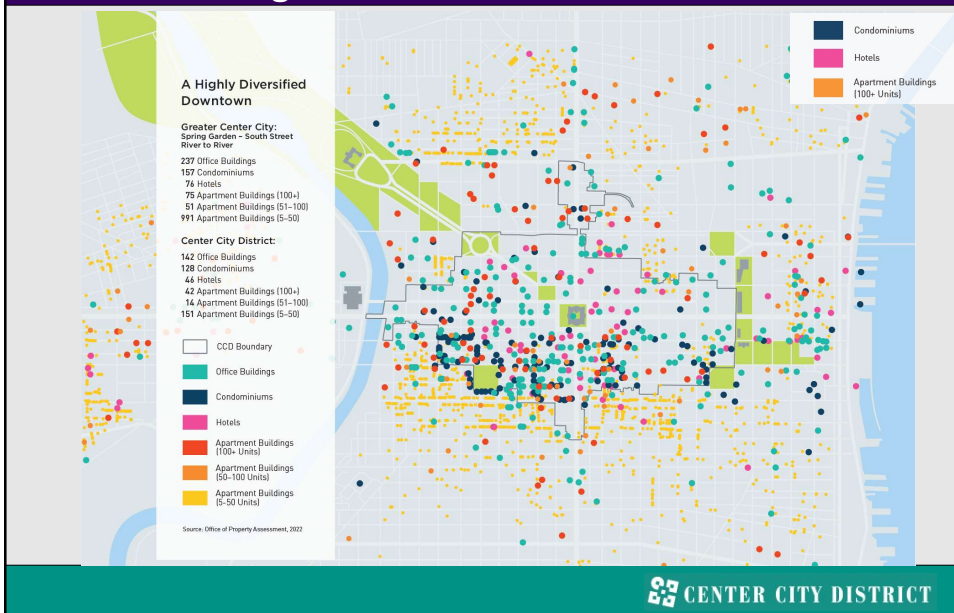 A Highly Diversified
Downtown
Greater Center City:
Spring Garden – South Street
River to River
237 Office Buildings
157 Condominiums
76 Hotels
75 Apartment Buildings (100+)
51 Apartment Buildings (51–100)
991 Apartment Buildings (5–50)
Center City District:
142 Office Buildings
128 Condominiums
46 Hotels
42 Apartment Buildings (100+)
14 Apartment Buildings (51–100)
151 Apartment Buildings (5–50)
CCD Boundary
Office Buildings
Condominiums
Hotels
Apartment Buildings
(100+ Units)
Apartment Buildings
(50–100 Units)
Apartment Buildings
(5-50 Units)
Source: Office of Property Assessment, 2022
Condominiums
Hotels
Apartment Buildings
(100+ Units)
CENTER CITY DISTRICT